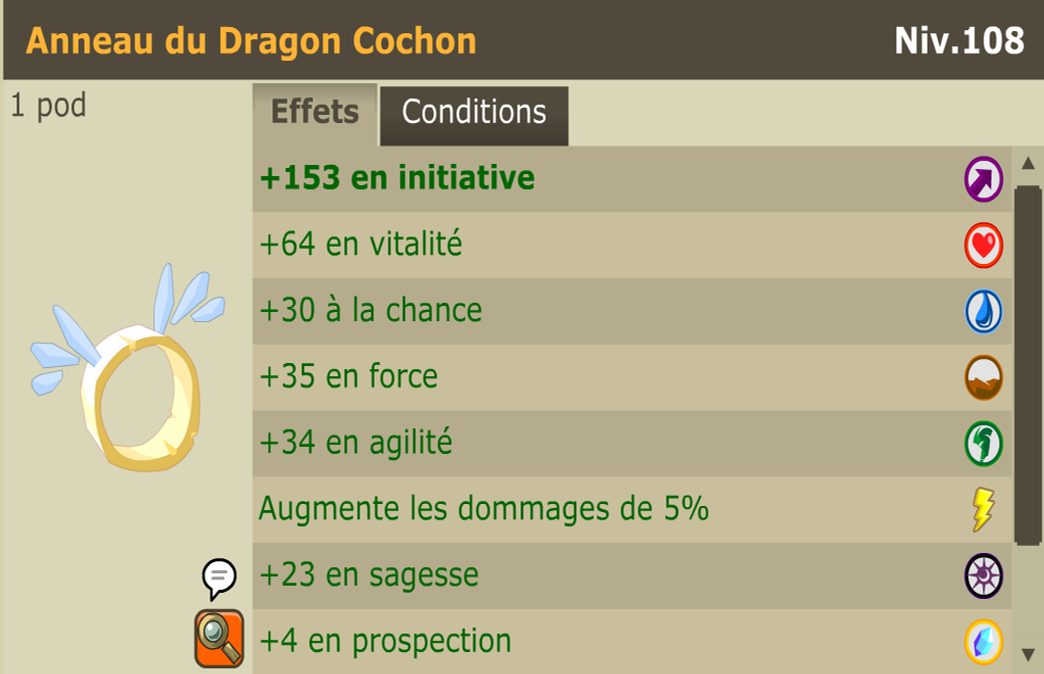 Anneau du Dragon Cochon
Niv.108
1 pod
Effets
Conditions
+153 en initiative
+64 en vitalité
+30 à la chance
+35 en force
+34 en agilité
Augmente les dommages de 5%
+23 en sagesse
+4 en prospection